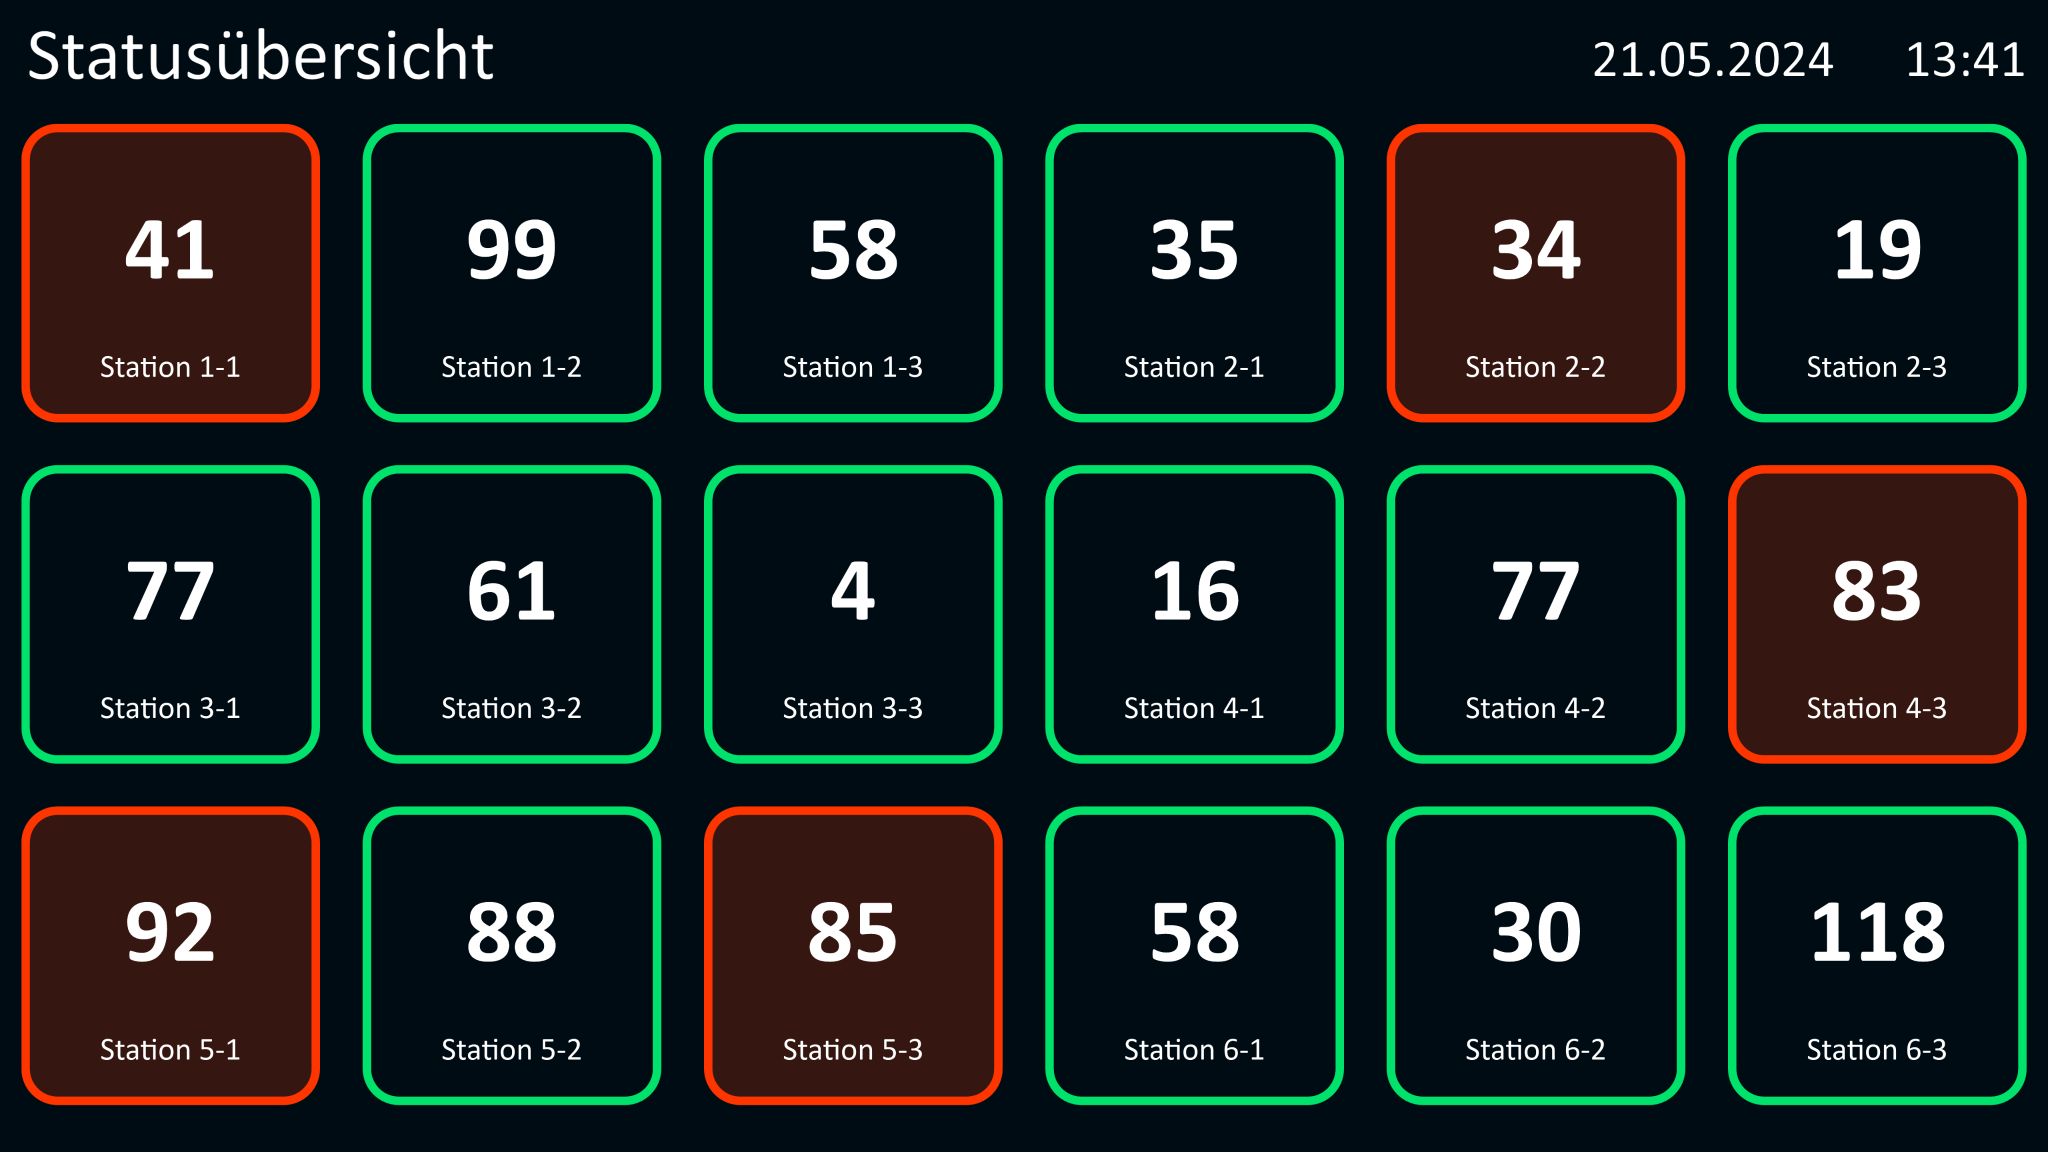 Statusübersicht
21.05.2024 13:41
41
Station 1-1
99
Station 1-2
58
Station 1-3
35
Station 2-1
34
Station 2-2
19
Station 2-3
77
Station 3-1
61
Station 3-2
4
Station 3-3
16
Station 4-1
77
Station 4-2
83
Station 4-3
92
Station 5-1
88
Station 5-2
85
Station 5-3
58
Station 6-1
30
Station 6-2
118
Station 6-3